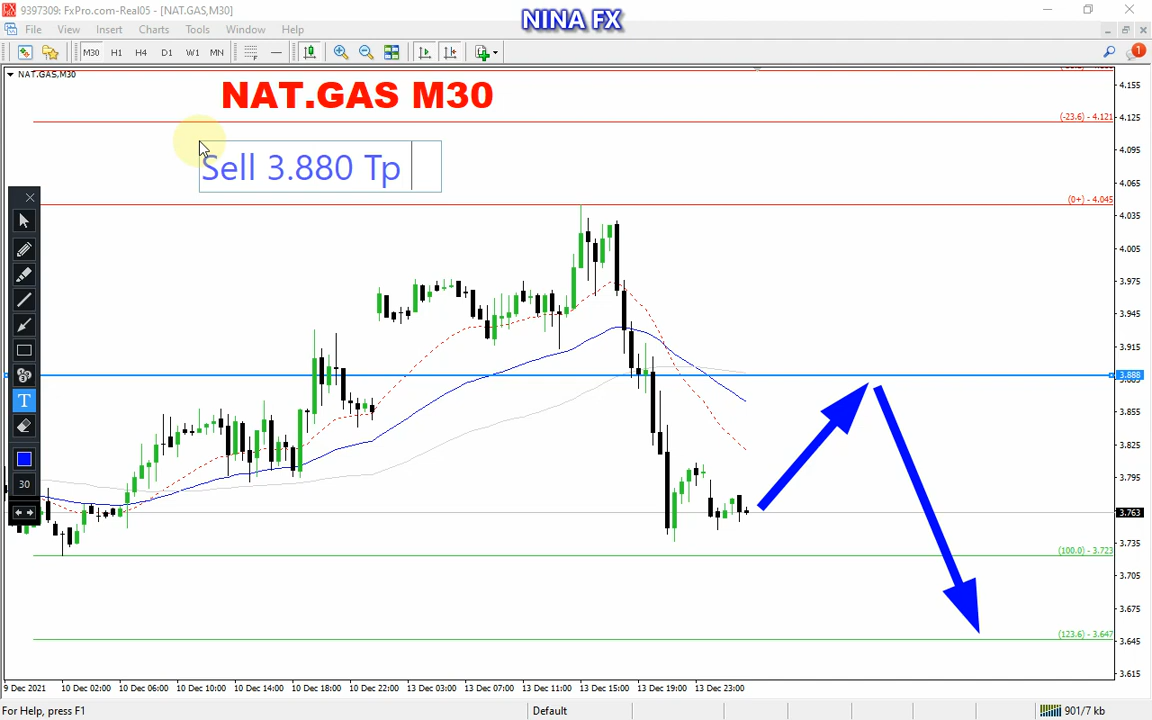 9397309: FxPro.com-Real05 - [NAT.GAS,M30]
NINA FX
File View Insert Charts Tools Window Help
M30 H1 H4 D1 W1 MN
1
NAT.GAS,M30
NAT.GAS M30
Sell 3.880 Tp
(-23.6) - 4.121
(0+) - 4.045
(100.0) - 3.723
(123.6) - 3.647
4.155
4.125
4.095
4.065
4.035
4.005
3.975
3.945
3.915
3.888
3.855
3.825
3.795
3.763
3.735
3.705
3.675
3.645
3.615
T
30
9 Dec 2021 10 Dec 02:00 10 Dec 06:00 10 Dec 10:00 10 Dec 14:00 10 Dec 18:00 10 Dec 22:00 13 Dec 03:00 13 Dec 07:00 13 Dec 11:00 13 Dec 15:00 13 Dec 19:00 13 Dec 23:00
For Help, press F1 Default 901/7 kb